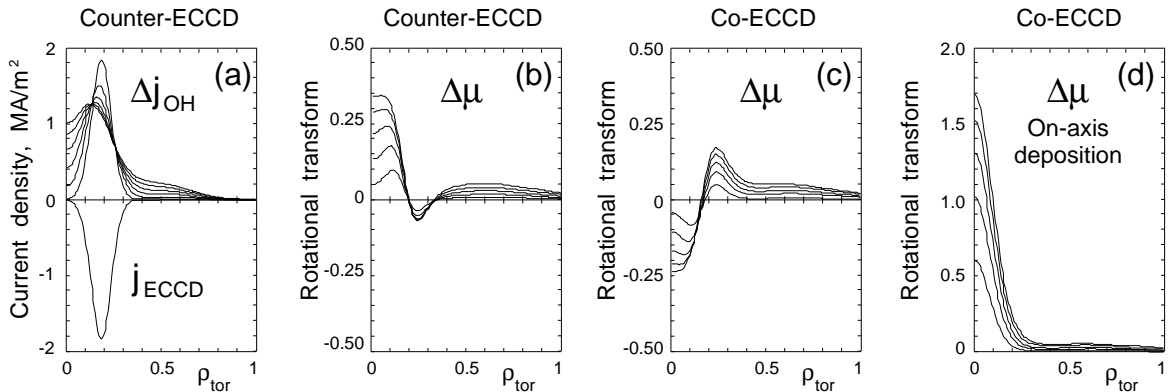 Counter-ECCD
Current density, MA/m²
2
1
0
-1
-2
(a)
Δj_OH
j_ECCD
0
0.5
1
ρ_tor
Counter-ECCD
Rotational transform
0.50
0.25
0
-0.25
-0.50
(b)
Δμ
0
0.5
1
ρ_tor
Co-ECCD
Rotational transform
0.50
0.25
0
-0.25
-0.50
(c)
Δμ
0
0.5
1
ρ_tor
Co-ECCD
Rotational transform
2.0
1.5
1.0
0.5
0
(d)
Δμ
On-axis
deposition
0
0.5
1
ρ_tor